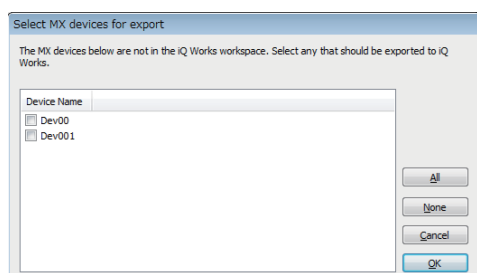 Select MX devices for export
The MX devices below are not in the iQ Works workspace. Select any that should be exported to iQ
Works.
Device Name
Dev00
Dev001
All
None
Cancel
OK